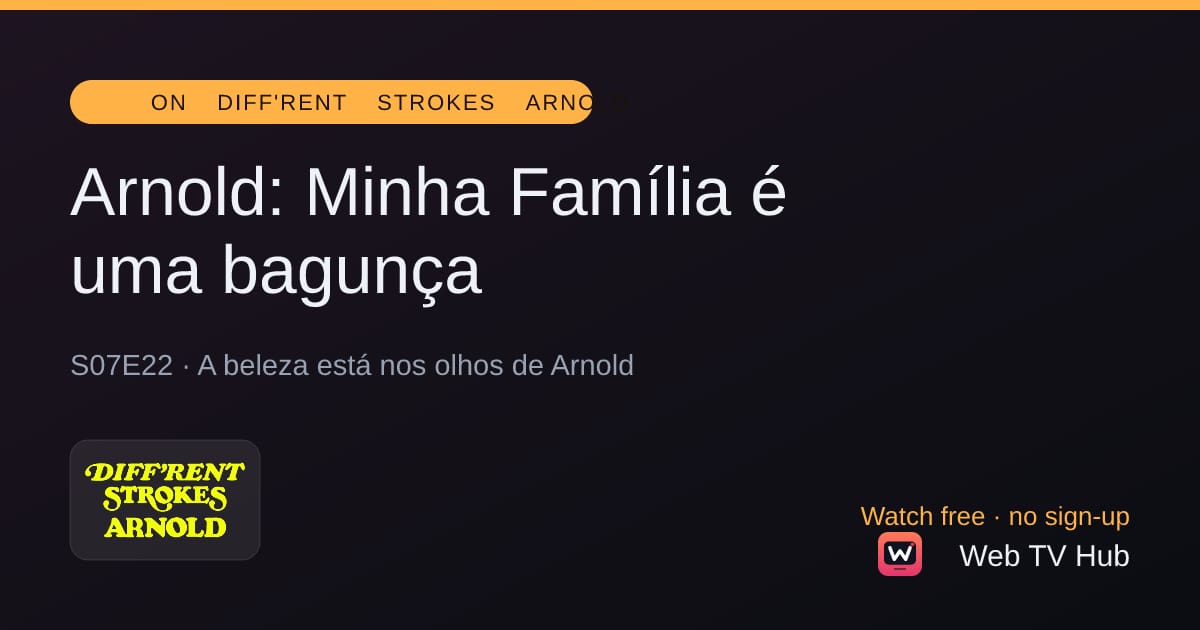 ON DIFF'RENT STROKES ARNOLD
Arnold: Minha Família é
uma bagunça
S07E22 · A beleza está nos olhos de Arnold
DIFF'RENT
STROKES
ARNOLD
Watch free · no sign-up
W Web TV Hub